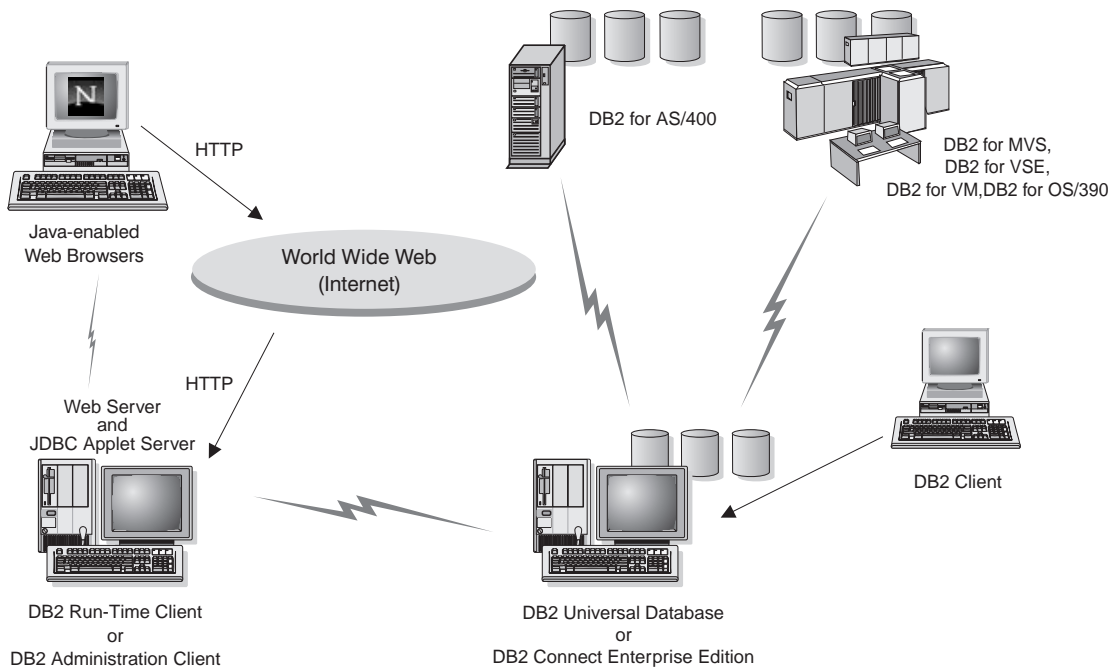 N
HTTP
Java-enabled
Web Browsers
World Wide Web
(Internet)
DB2 for AS/400
DB2 for MVS,
DB2 for VSE,
DB2 for VM,DB2 for OS/390
HTTP
Web Server
and
JDBC Applet Server
DB2 Client
DB2 Run-Time Client
or
DB2 Administration Client
DB2 Universal Database
or
DB2 Connect Enterprise Edition